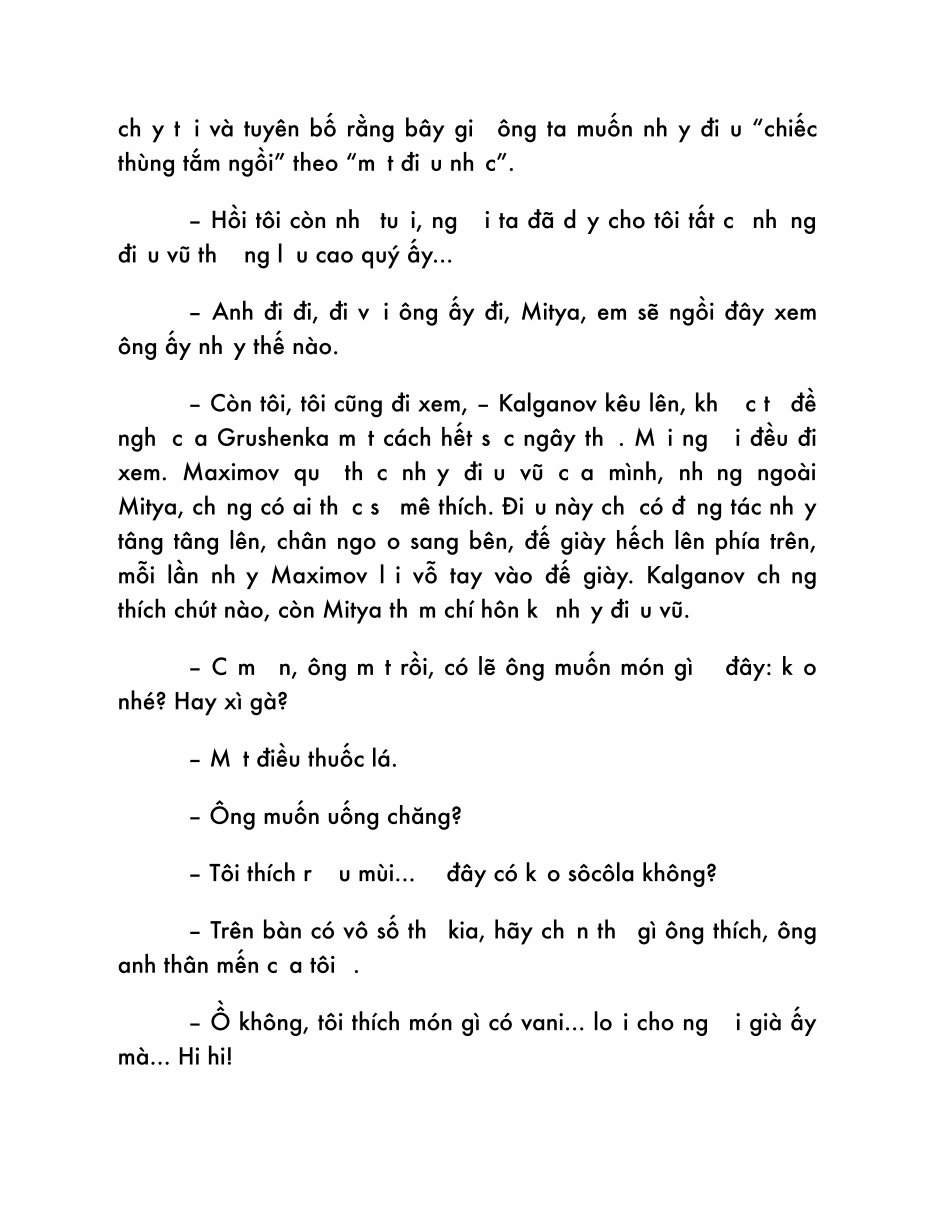 ch y t i và tuyên bố rằng bây gi ông ta muốn nh y đi u “chiếc
thùng tắm ngồi” theo “m t đi u nh c”.
– Hồi tôi còn nh tu i, ng i ta đã d y cho tôi tất c nh ng
đi u vũ th ng l u cao quý ấy...
– Anh đi đi, đi v i ông ấy đi, Mitya, em sẽ ngồi đây xem
ông ấy nh y thế nào.
– Còn tôi, tôi cũng đi xem, – Kalganov kêu lên, kh c t đề
ngh c a Grushenka m t cách hết s c ngây th . M i ng i đều đi
xem. Maximov qu th c nh y đi u vũ c a mình, nh ng ngoài
Mitya, ch ng có ai th c s mê thích. Đi u này ch có đ ng tác nh y
tâng tâng lên, chân ngo o sang bên, đế giày hếch lên phía trên,
mỗi lần nh y Maximov l i vỗ tay vào đế giày. Kalganov ch ng
thích chút nào, còn Mitya th m chí hôn k nh y đi u vũ.
– C m n, ông m t rồi, có lẽ ông muốn món gì đây: k o
nhé? Hay xì gà?
– M t điều thuốc lá.
– Ông muốn uống chăng?
– Tôi thích r u mùi... đây có k o sôcôla không?
– Trên bàn có vô số th kia, hãy ch n th gì ông thích, ông
anh thân mến c a tôi .
– Ồ không, tôi thích món gì có vani... lo i cho ng i già ấy
mà... Hi hi!